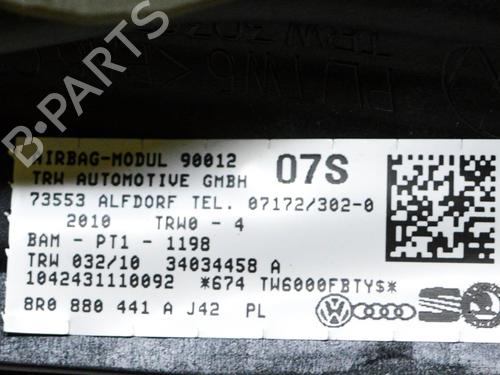 AIRBAG-MODUL 90012 07S
TRW AUTOMOTIVE GMBH
73553 ALFDORF TEL. 07172/302-0
2010 TRW0 - 4
BAM - PT1 - 1198
TRW 032/10 34034458 A
1042431110092 *674 TW6000FBTYS*
8R0 880 441 A J42 PL
B-PARTS